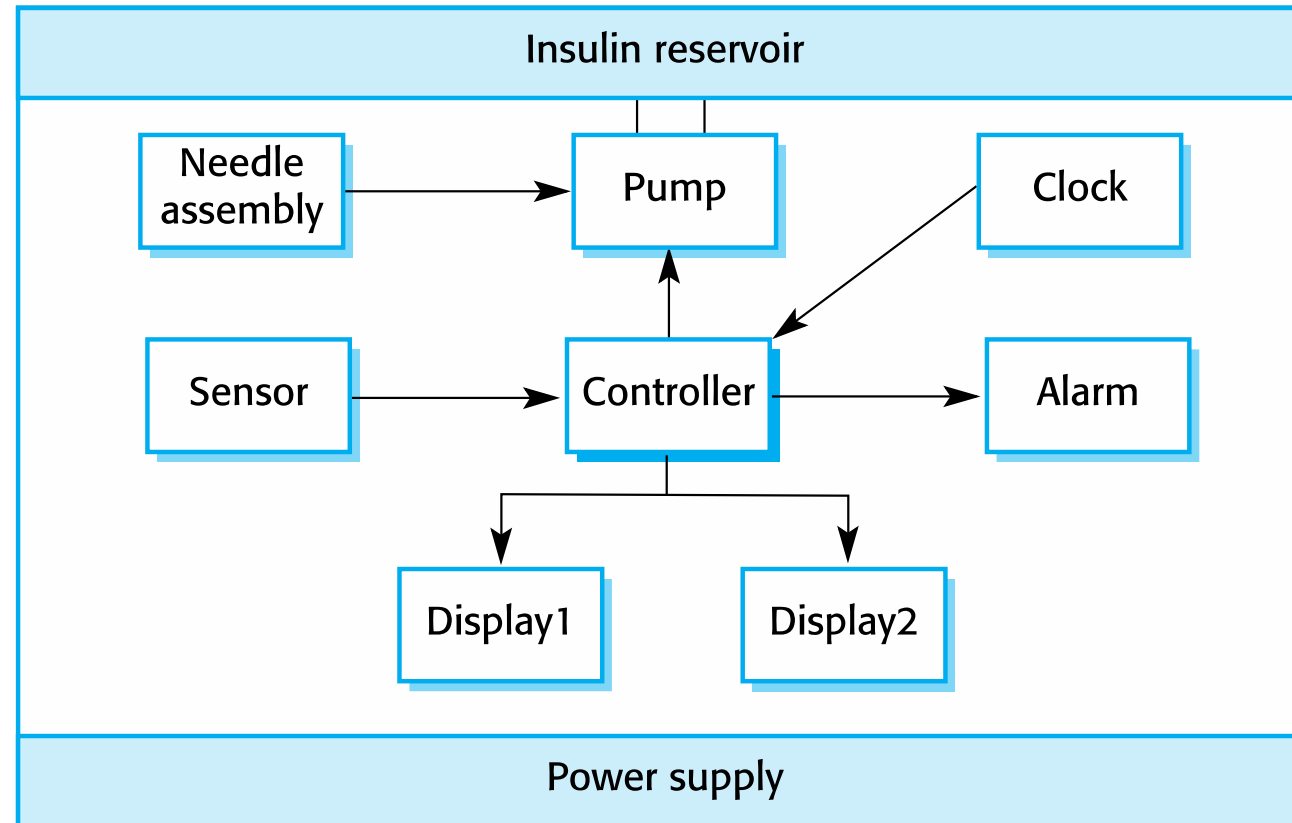 Insulin reservoir
Needle
assembly
Pump
Clock
Sensor
Controller
Alarm
Display1
Display2
Power supply